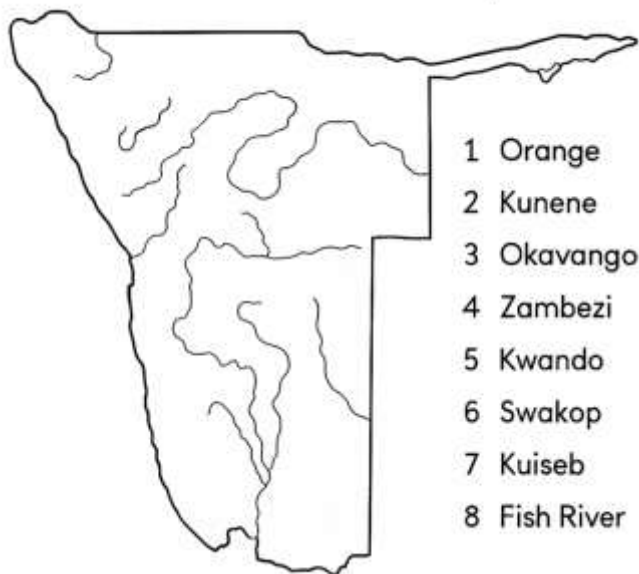 1 Orange
2 Kunene
3 Okavango
4 Zambezi
5 Kwando
6 Swakop
7 Kuiseb
8 Fish River